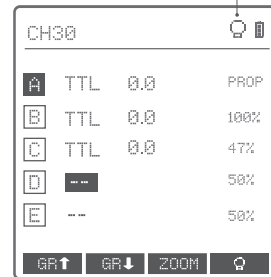 CH30
A TTL 0.0 PROP
B TTL 0.0 100%
C TTL 0.0 47%
D -- 50%
E -- 50%
GR↑ GR↓ ZOOM